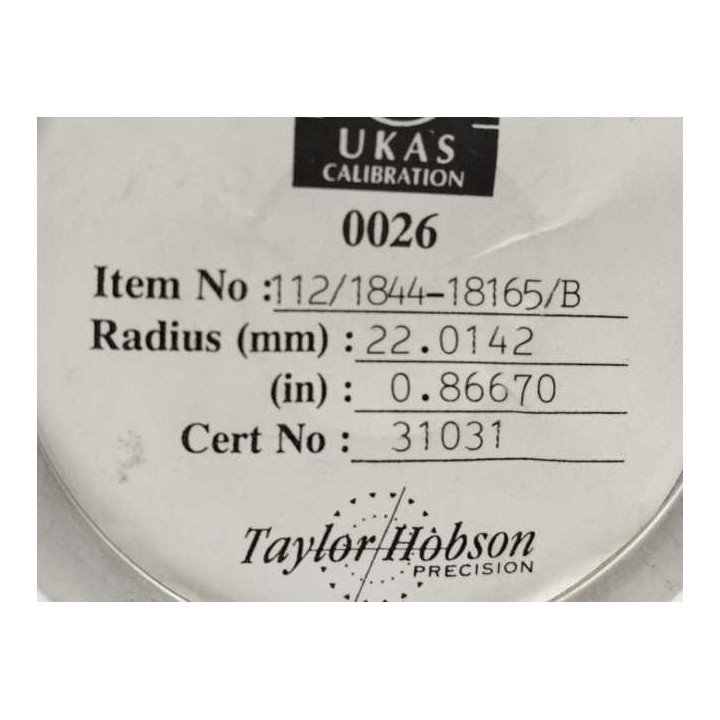 UKAS
CALIBRATION
0026
Item No :112/1844-18165/B
Radius (mm) : 22.0142
(in) : 0.86670
Cert No : 31031
Taylor Hobson
PRECISION